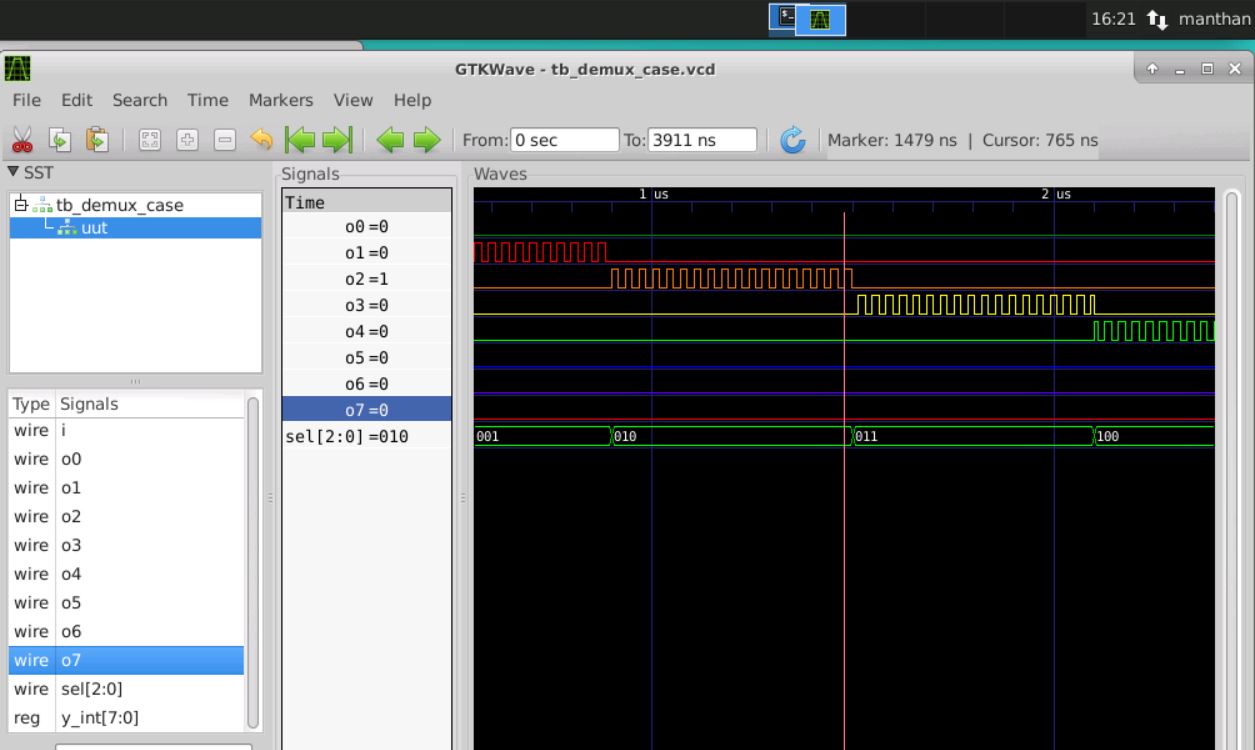 16:21 manthan
GTKWave - tb_demux_case.vcd
File Edit Search Time Markers View Help
From: 0 sec To: 3911 ns Marker: 1479 ns | Cursor: 765 ns
SST
tb_demux_case
uut
Type Signals
wire i
wire o0
wire o1
wire o2
wire o3
wire o4
wire o5
wire o6
wire o7
wire sel[2:0]
reg y_int[7:0]
Signals
Time
o0=0
o1=0
o2=1
o3=0
o4=0
o5=0
o6=0
o7=0
sel[2:0]=010
Waves
1 us 2 us
001 010 011 100